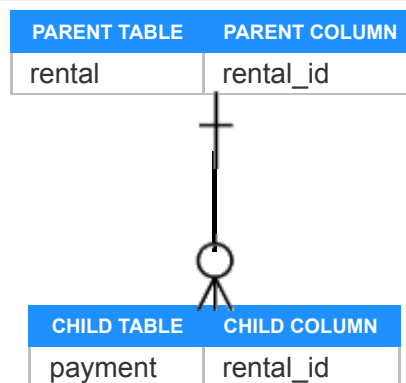 PARENT TABLE PARENT COLUMN
rental rental_id
CHILD TABLE CHILD COLUMN
payment rental_id